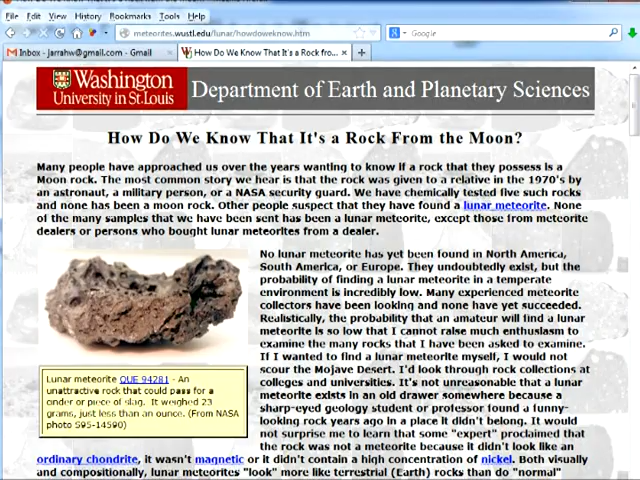 File Edit View History Bookmarks Tools Help
meteorites.wustl.edu/lunar/howdoweknow.htm
Google
Inbox - jarrahw@gmail.com - Gmail
How Do We Know That It's a Rock Fro...
Washington
University in St. Louis
Department of Earth and Planetary Sciences
How Do We Know That It's a Rock From the Moon?
Many people have approached us over the years wanting to know if a rock that they possess is a
Moon rock. The most common story we hear is that the rock was given to a relative in the 1970's by
an astronaut, a military person, or a NASA security guard. We have chemically tested five such rocks
and none has been a moon rock. Other people suspect that they have found a lunar meteorite. None
of the many samples that we have been sent has been a lunar meteorite, except those from meteorite
dealers or persons who bought lunar meteorites from a dealer.
No lunar meteorite has yet been found in North America,
South America, or Europe. They undoubtedly exist, but the
probability of finding a lunar meteorite in a temperate
environment is incredibly low. Many experienced meteorite
collectors have been looking and none have yet succeeded.
Realistically, the probability that an amateur will find a lunar
meteorite is so low that I cannot raise much enthusiasm to
examine the many rocks that I have been asked to examine.
If I wanted to find a lunar meteorite myself, I would not
scour the Mojave Desert. I'd look through rock collections at
colleges and universities. It's not unreasonable that a lunar
meteorite exists in an old drawer somewhere because a
sharp-eyed geology student or professor found a funny-
looking rock years ago in a place it didn't belong. It would
not surprise me to learn that some "expert" proclaimed that
the rock was not a meteorite because it didn't look like an
ordinary chondrite, it wasn't magnetic or it didn't contain a high concentration of nickel. Both visually
and compositionally, lunar meteorites "look" more like terrestrial (Earth) rocks than do "normal"
Lunar meteorite QUE 94281 - An
unattractive rock that could pass for a
cinder or piece of slag. It weighed 23
grams, just less than an ounce. (From NASA
photo S95-14590)